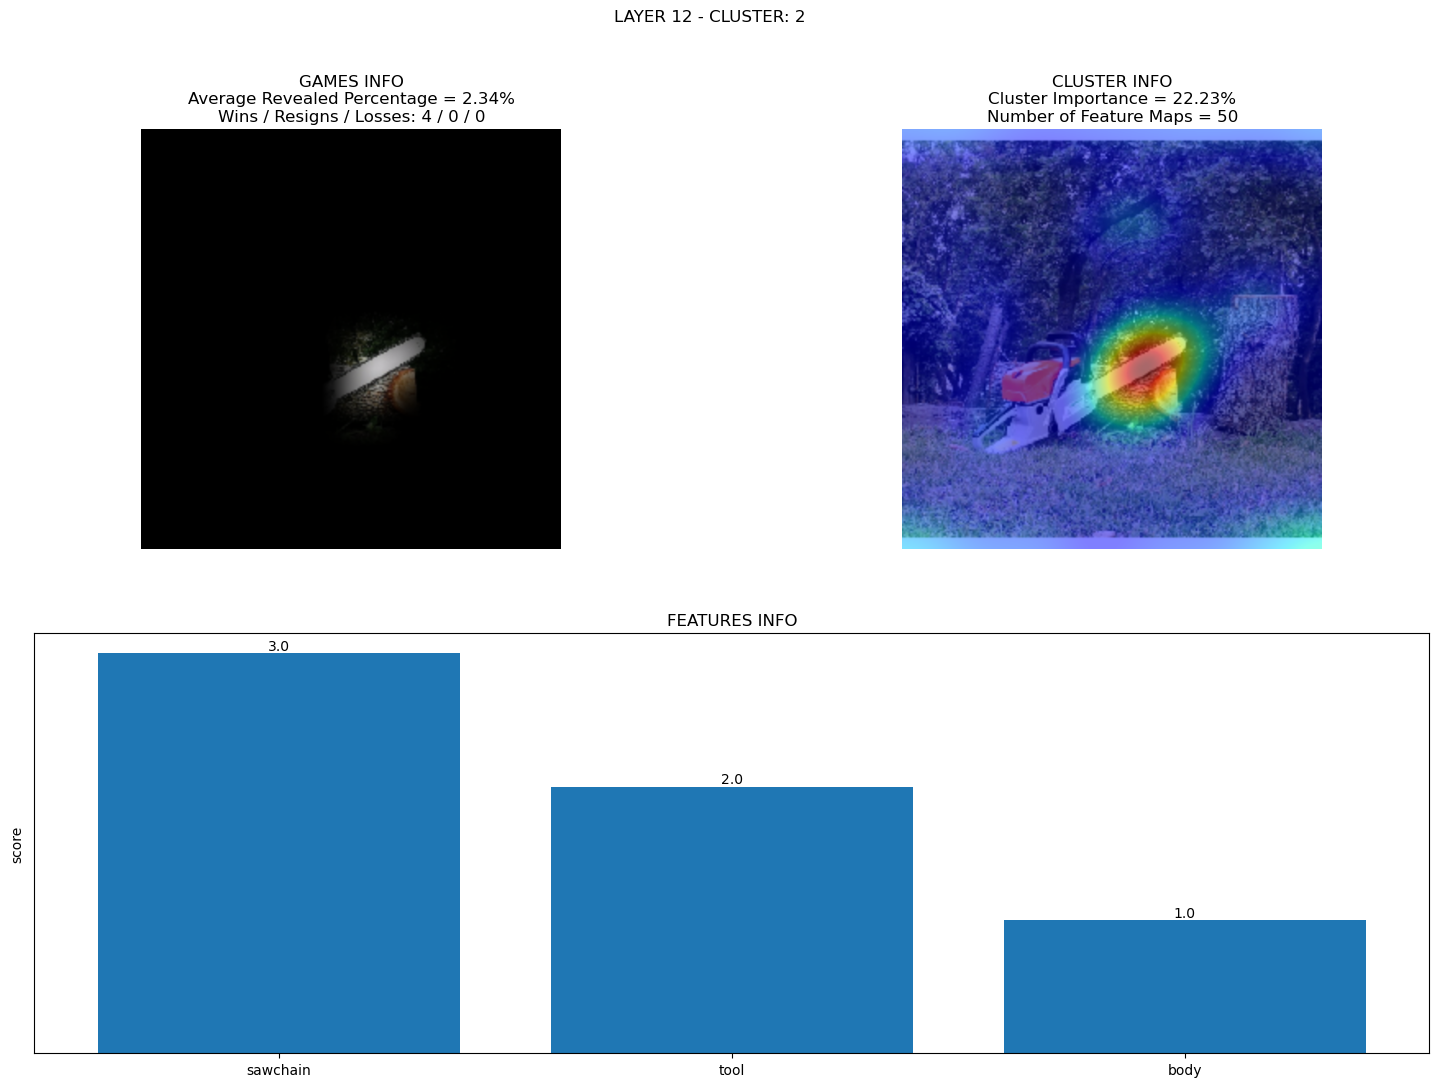 LAYER 12 - CLUSTER: 2
GAMES INFO
Average Revealed Percentage = 2.34%
Wins / Resigns / Losses: 4 / 0 / 0
CLUSTER INFO
Cluster Importance = 22.23%
Number of Feature Maps = 50
FEATURES INFO
score
3.0
2.0
1.0
sawchain
tool
body